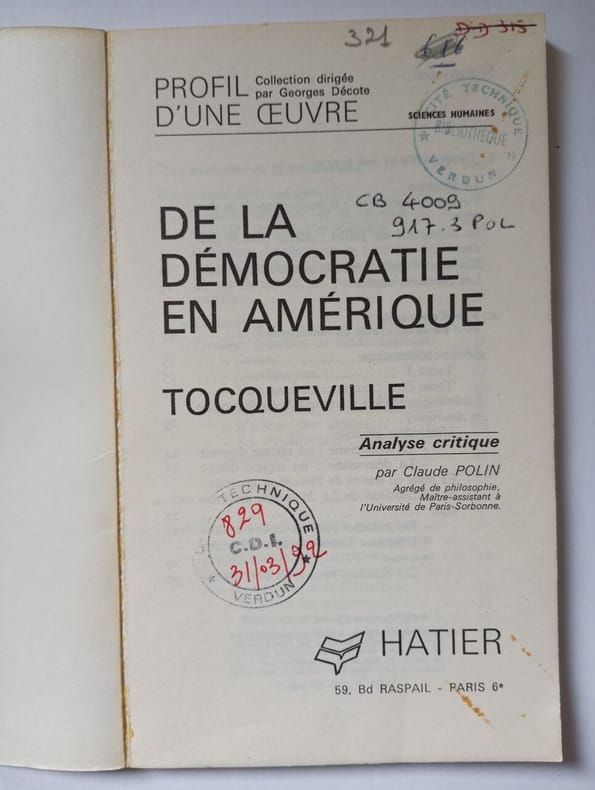 321
D.D 315
616
PROFIL
D'UNE ŒUVRE
Collection dirigée
par Georges Décote
SCIENCES HUMAINES
CITÉ TECHNIQUE
BIBLIOTHEQUE
VERDUN
CB 4009
917.3 POL
DE LA
DÉMOCRATIE
EN AMÉRIQUE
TOCQUEVILLE
Analyse critique
par Claude POLIN
Agrégé de philosophie,
Maître-assistant à
l'Université de Paris-Sorbonne.
TECHNIQUE
829
C.D.I.
31/03/92
VERDUN
HATIER
59, Bd RASPAIL - PARIS 6e